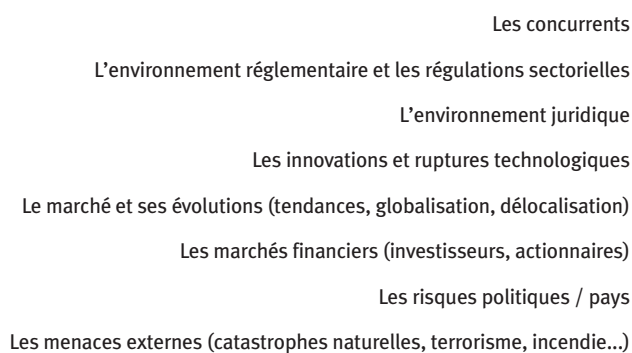 Les concurrents
L’environnement réglementaire et les régulations sectorielles
L’environnement juridique
Les innovations et ruptures technologiques
Le marché et ses évolutions (tendances, globalisation, délocalisation)
Les marchés financiers (investisseurs, actionnaires)
Les risques politiques / pays
Les menaces externes (catastrophes naturelles, terrorisme, incendie...)